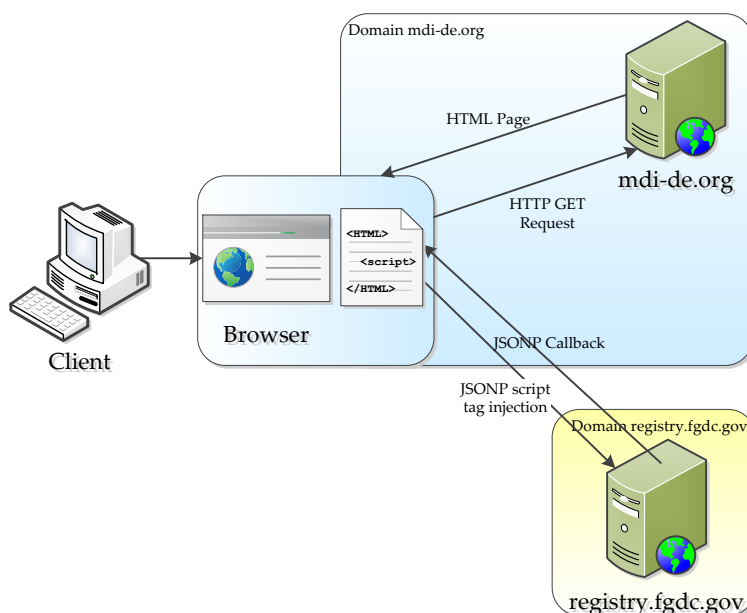 Domain mdi-de.org
HTML Page
mdi-de.org
HTTP GET
Request
<HTML>
<script>
</HTML>
Browser
Client
JSONP Callback
JSONP script
tag injection
Domain registry.fgdc.gov
registry.fgdc.gov